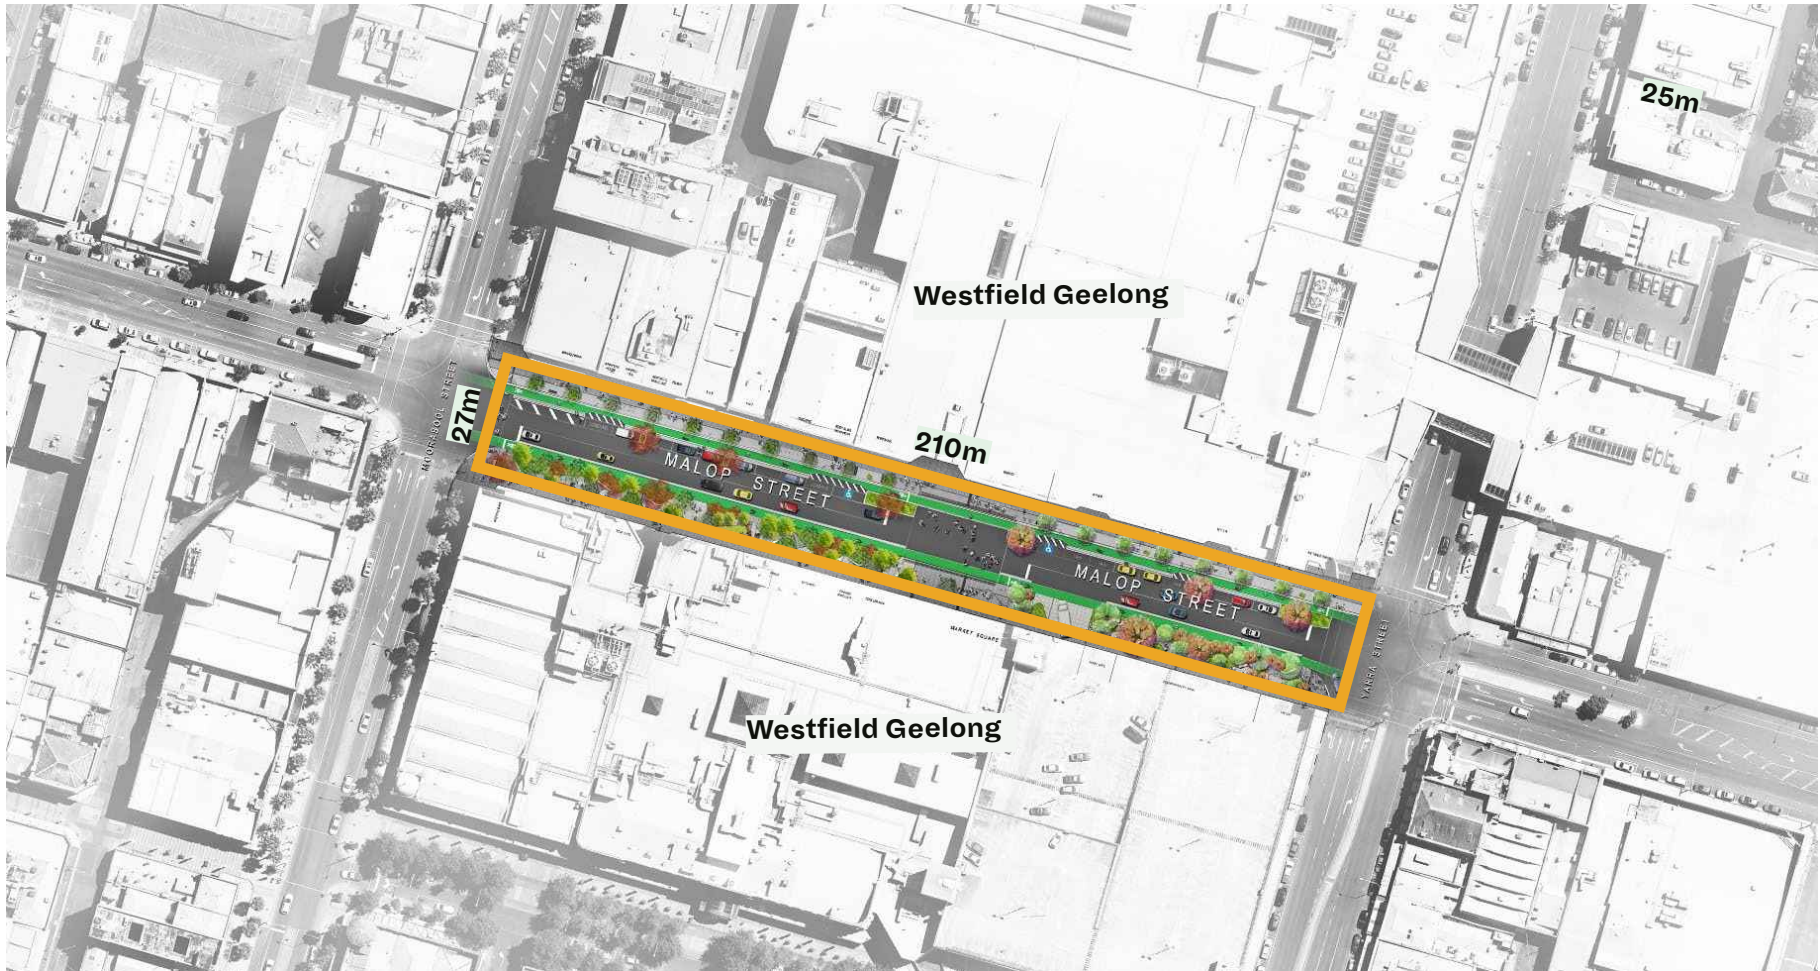 25m
Westfield Geelong
MOORABOOL STREET
27m
210m
MALOP STREET
MALOP STREET
YARRA STREET
MARKET SQUARE
Westfield Geelong